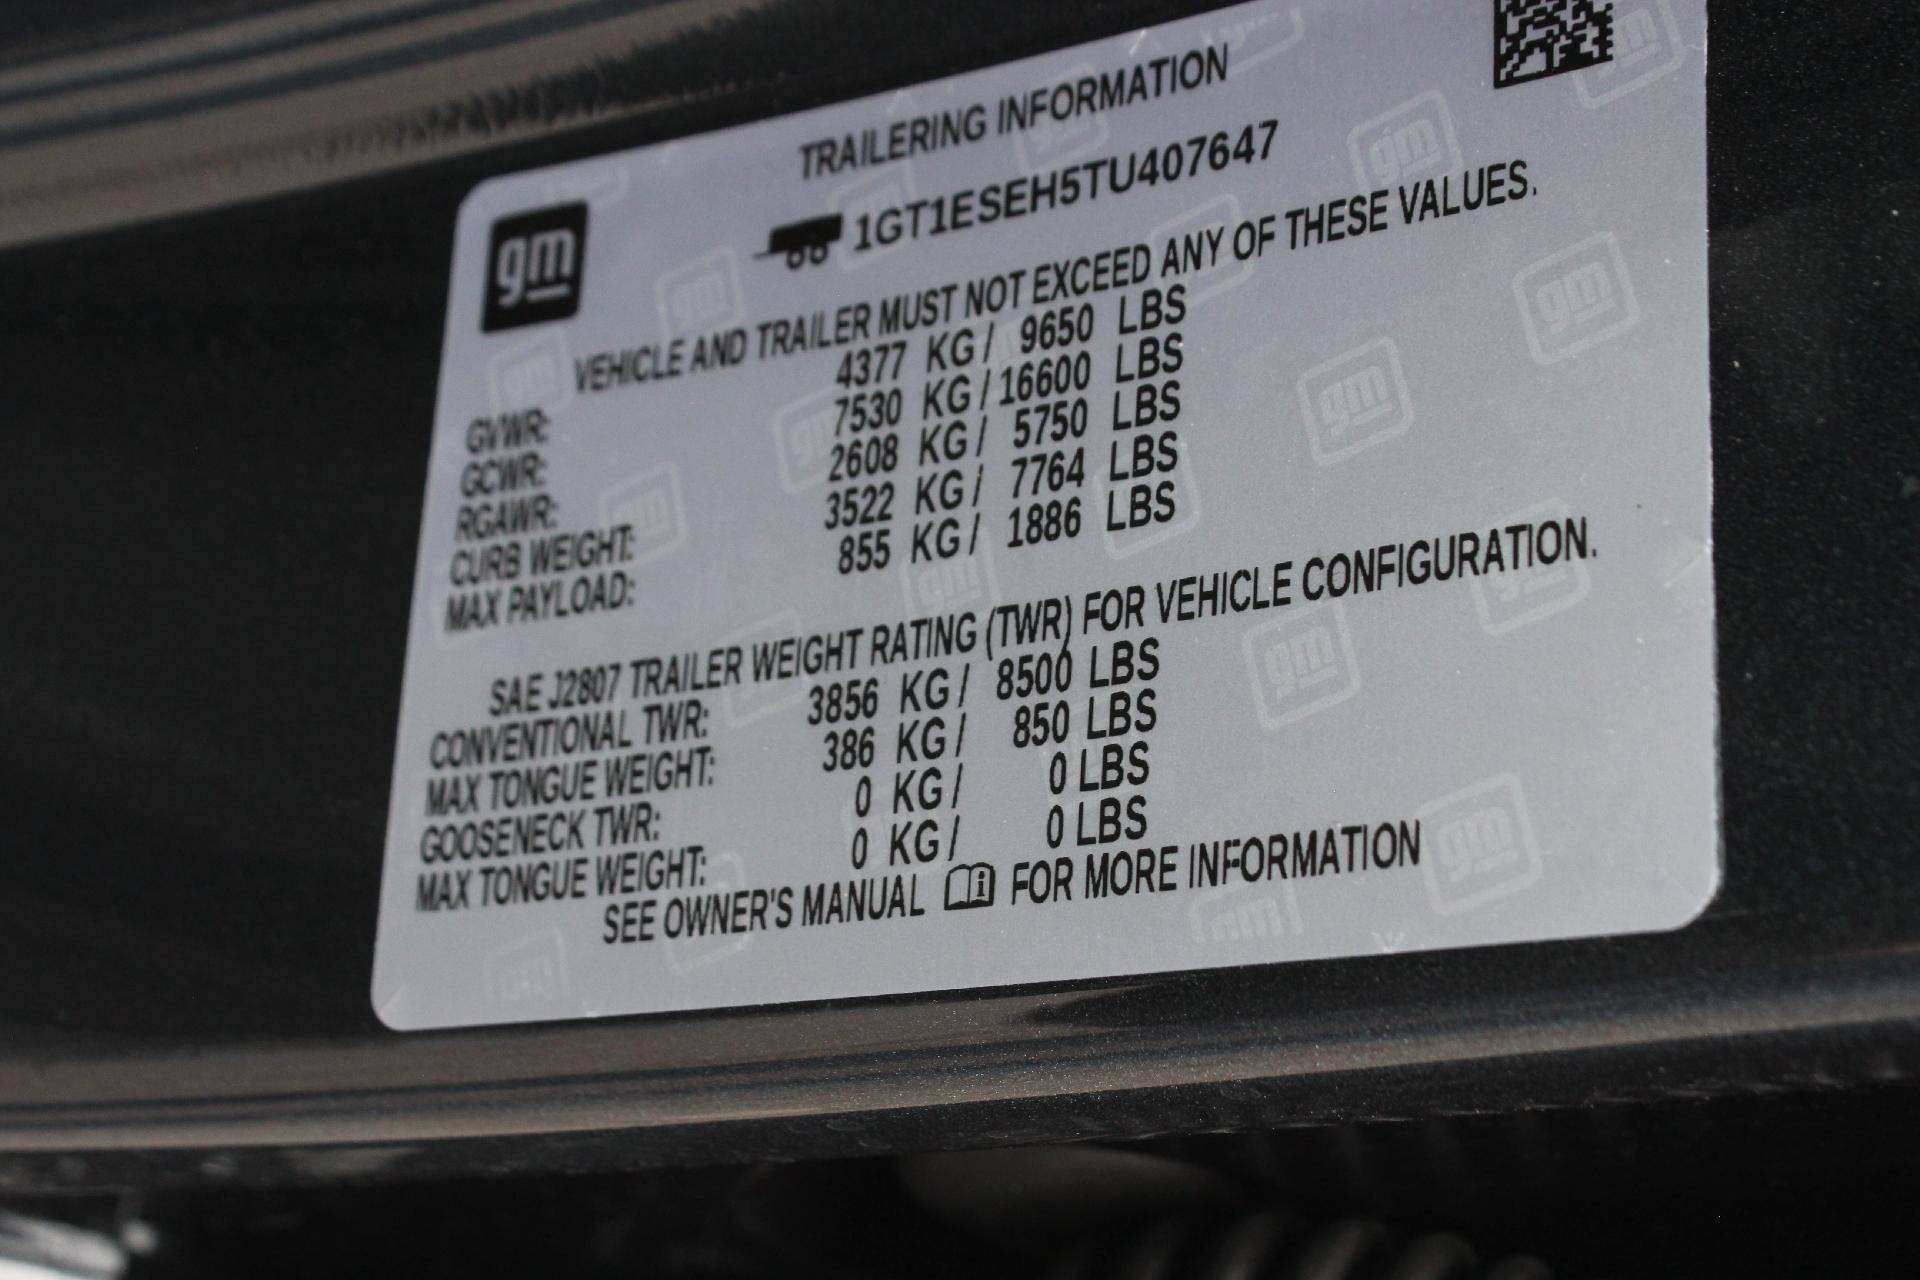 TRAILERING INFORMATION
1GT1ESEH5TU407647
gm
VEHICLE AND TRAILER MUST NOT EXCEED ANY OF THESE VALUES.
GVWR: 4377 KG / 9650 LBS
GCWR: 7530 KG / 16600 LBS
RGAWR: 2608 KG / 5750 LBS
CURB WEIGHT: 3522 KG / 7764 LBS
MAX PAYLOAD: 855 KG / 1886 LBS
SAE J2807 TRAILER WEIGHT RATING (TWR) FOR VEHICLE CONFIGURATION.
CONVENTIONAL TWR: 3856 KG / 8500 LBS
MAX TONGUE WEIGHT: 386 KG / 850 LBS
GOOSENECK TWR: 0 KG / 0 LBS
MAX TONGUE WEIGHT: 0 KG / 0 LBS
SEE OWNER'S MANUAL FOR MORE INFORMATION